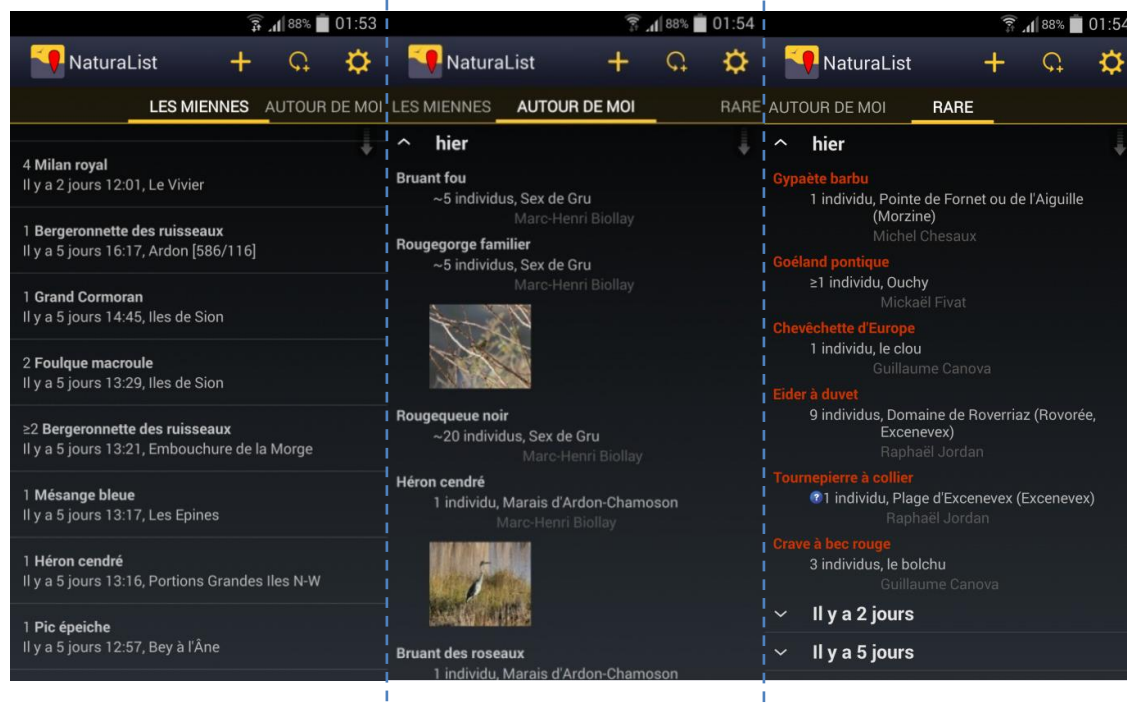 88% 01:53
NaturaList
LES MIENNES AUTOUR DE MOI
4 Milan royal
Il y a 2 jours 12:01, Le Vivier
1 Bergeronnette des ruisseaux
Il y a 5 jours 16:17, Ardon [586/116]
1 Grand Cormoran
Il y a 5 jours 14:45, Iles de Sion
2 Foulque macroule
Il y a 5 jours 13:29, Iles de Sion
≥2 Bergeronnette des ruisseaux
Il y a 5 jours 13:21, Embouchure de la Morge
1 Mésange bleue
Il y a 5 jours 13:17, Les Epines
1 Héron cendré
Il y a 5 jours 13:16, Portions Grandes Iles N-W
1 Pic épeiche
Il y a 5 jours 12:57, Bey à l'Âne
88% 01:54
NaturaList
LES MIENNES AUTOUR DE MOI RARE
hier
Bruant fou
~5 individus, Sex de Gru
Marc-Henri Biollay
Rougegorge familier
~5 individus, Sex de Gru
Marc-Henri Biollay
Rougequeue noir
~20 individus, Sex de Gru
Marc-Henri Biollay
Héron cendré
1 individu, Marais d'Ardon-Chamoson
Marc-Henri Biollay
Bruant des roseaux
1 individu, Marais d'Ardon-Chamoson
88% 01:54
NaturaList
AUTOUR DE MOI RARE
hier
Gypaète barbu
1 individu, Pointe de Fornet ou de l'Aiguille
(Morzine)
Michel Chesaux
Goéland pontique
≥1 individu, Ouchy
Mickaël Fivat
Chevêchette d'Europe
1 individu, le clou
Guillaume Canova
Eider à duvet
9 individus, Domaine de Roverriaz (Rovorée,
Excenevex)
Raphaël Jordan
Tournepierre à collier
?1 individu, Plage d'Excenevex (Excenevex)
Raphaël Jordan
Crave à bec rouge
3 individus, le bolchu
Guillaume Canova
Il y a 2 jours
Il y a 5 jours